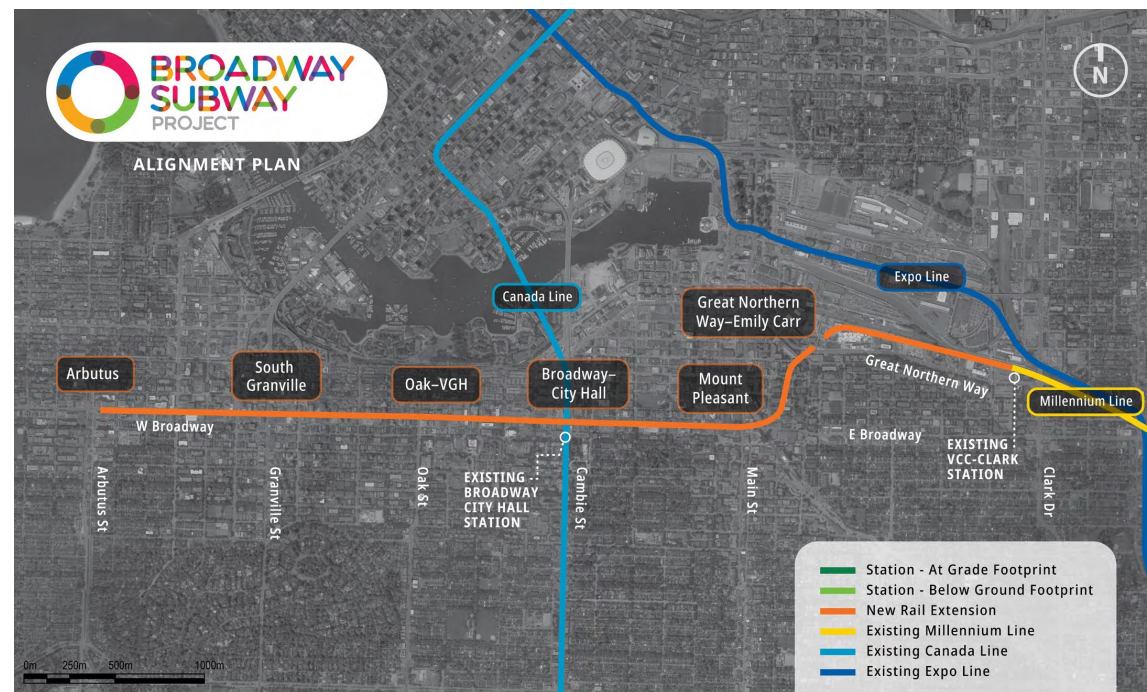 BROADWAY
SUBWAY
PROJECT
ALIGNMENT PLAN
N
Expo Line
Canada Line
Great Northern
Way–Emily Carr
Arbutus
South
Granville
Oak–VGH
Broadway–
City Hall
Mount
Pleasant
Great Northern Way
Millennium Line
W Broadway
E Broadway
EXISTING
BROADWAY
CITY HALL
STATION
EXISTING
VCC-CLARK
STATION
Arbutus St
Granville St
Oak St
Cambie St
Main St
Clark Dr
Station - At Grade Footprint
Station - Below Ground Footprint
New Rail Extension
Existing Millennium Line
Existing Canada Line
Existing Expo Line
0m 250m 500m 1000m